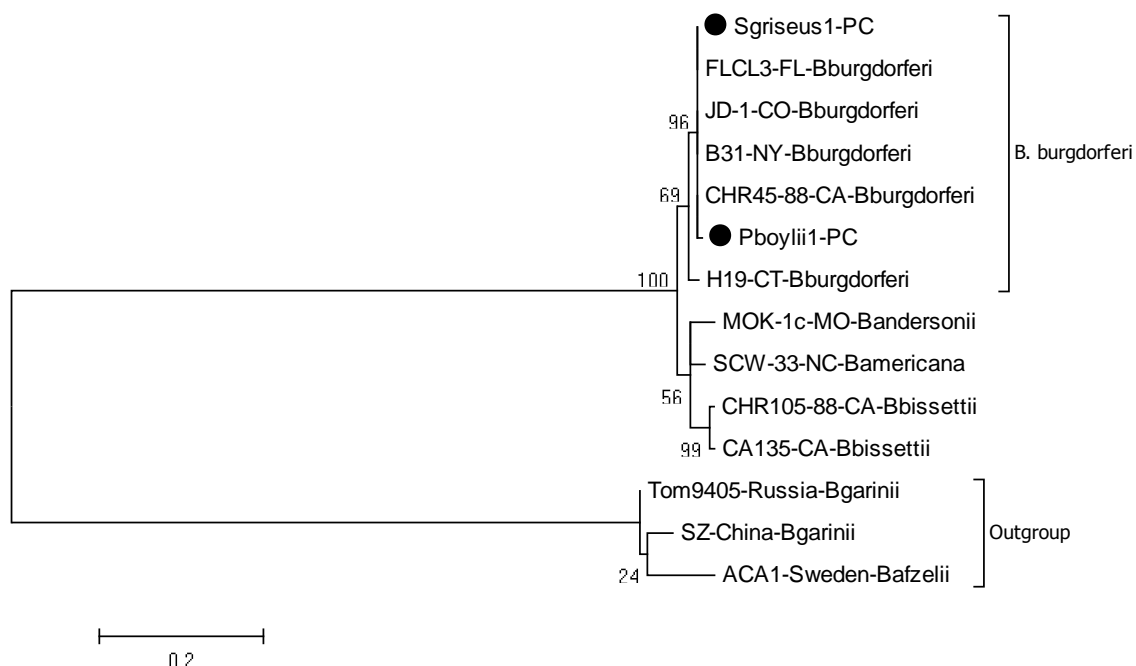 Sgriseus1-PC
FLCL3-FL-Bburgdorferi
JD-1-CO-Bburgdorferi
96
B31-NY-Bburgdorferi
B. burgdorferi
CHR45-88-CA-Bburgdorferi
69
Pboylii1-PC
H19-CT-Bburgdorferi
100
MOK-1c-MO-Bandersonii
SCW-33-NC-Bamericana
56
CHR105-88-CA-Bbissettii
CA135-CA-Bbissettii
99
Tom9405-Russia-Bgarinii
SZ-China-Bgarinii
Outgroup
ACA1-Sweden-Bafzelii
24
0.2